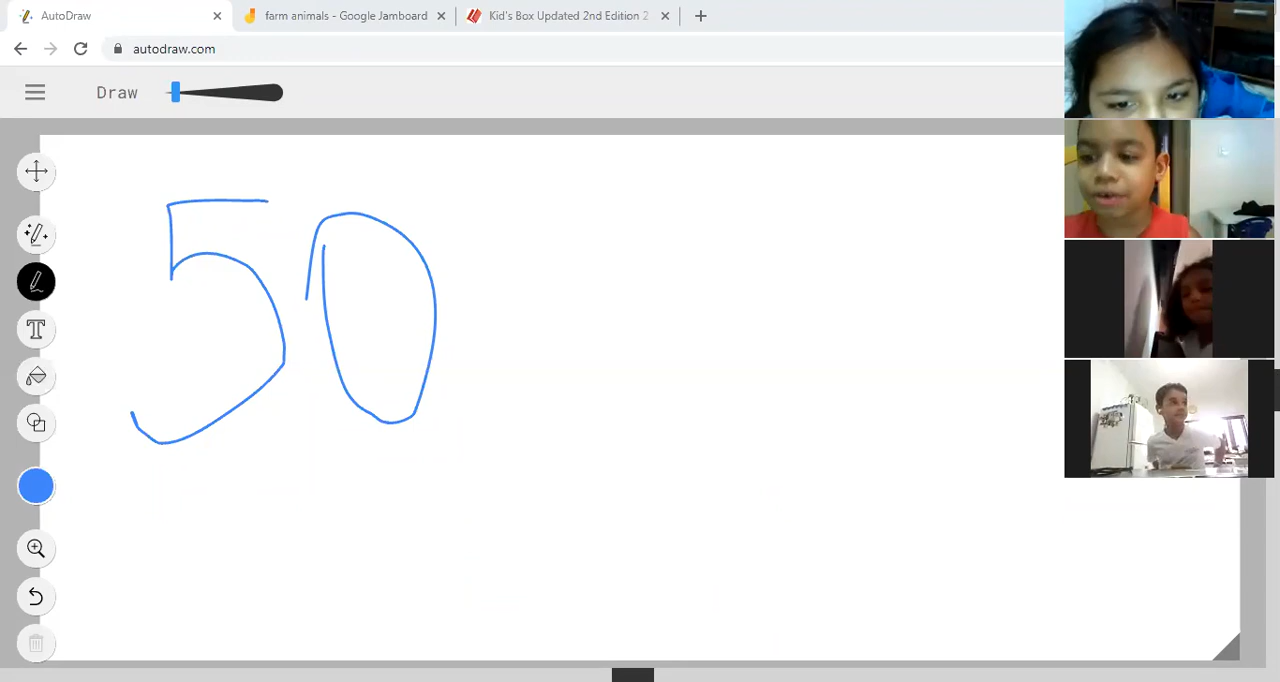 AutoDraw
farm animals - Google Jamboard
Kid's Box Updated 2nd Edition 2
autodraw.com
Draw
T
50